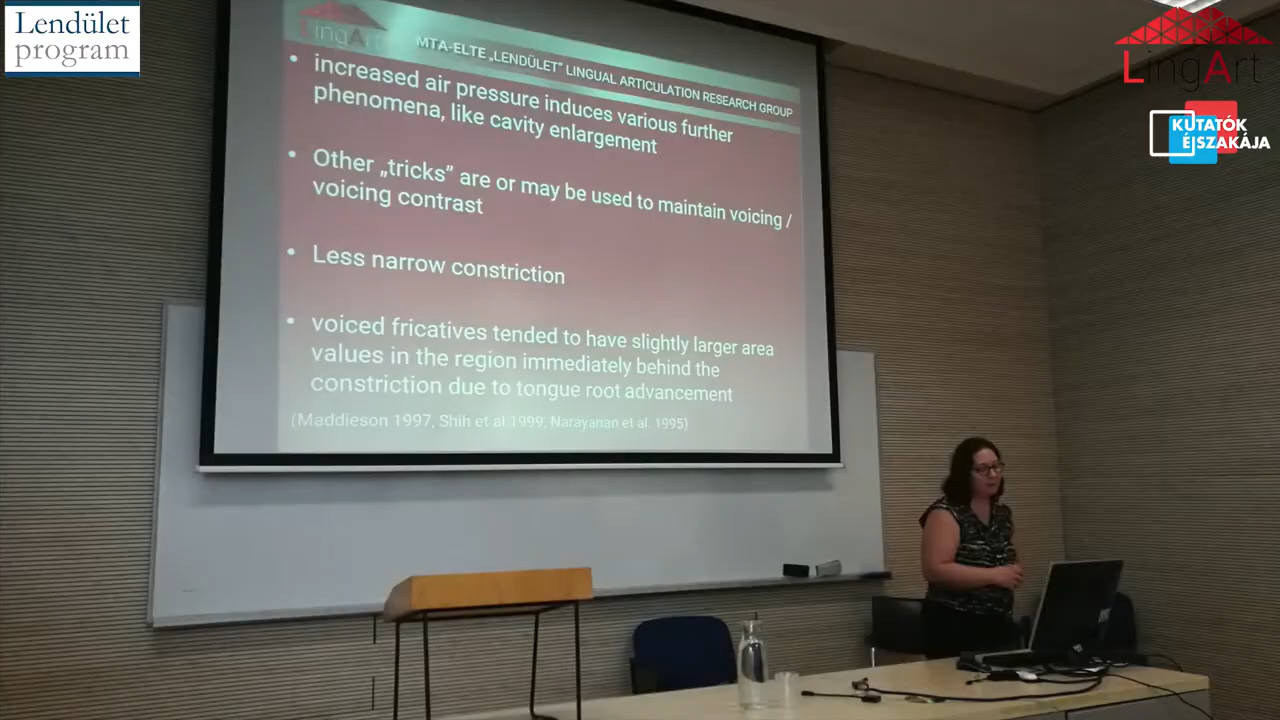 Lendület
program
LingArt
KUTATÓK
ÉJSZAKÁJA
LingArt
MTA-ELTE „LENDÜLET” LINGUAL ARTICULATION RESEARCH GROUP
• increased air pressure induces various further
phenomena, like cavity enlargement
• Other „tricks” are or may be used to maintain voicing /
voicing contrast
• Less narrow constriction
• voiced fricatives tended to have slightly larger area
values in the region immediately behind the
constriction due to tongue root advancement
(Maddieson 1997, Shih et al 1999, Narayanan et al. 1995)